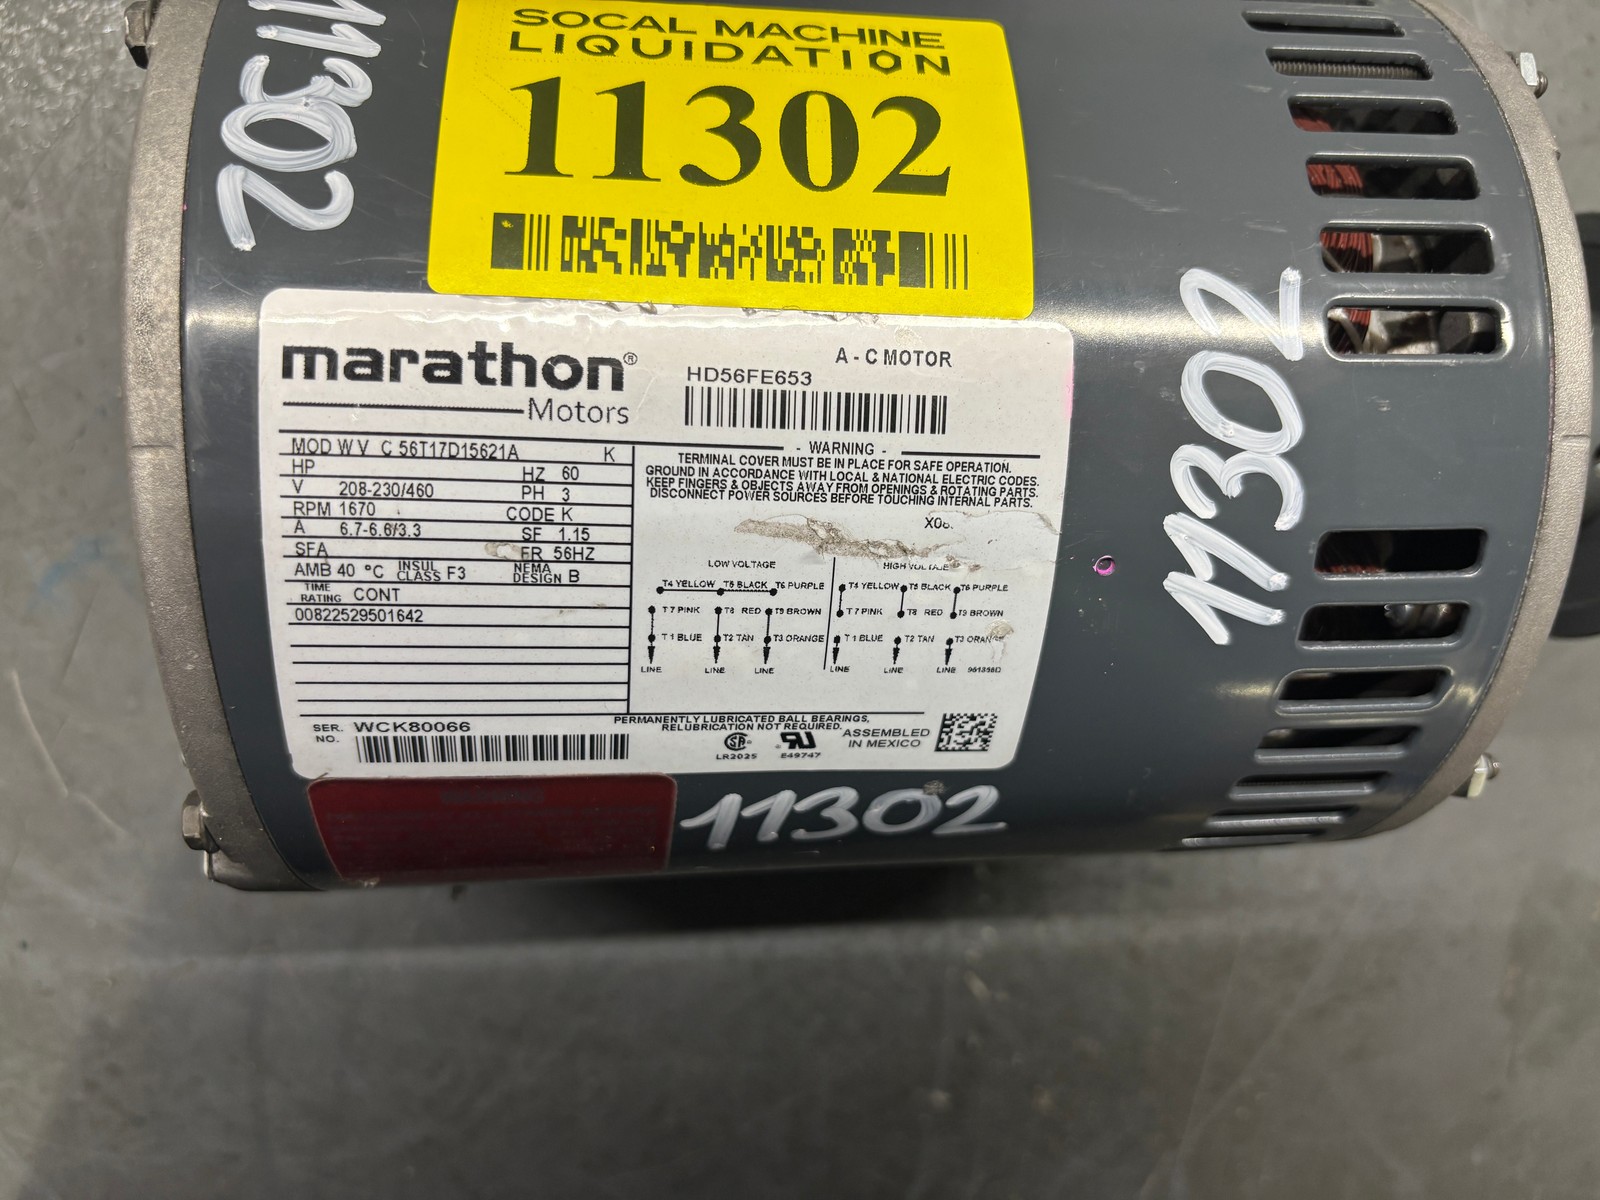 11302
SOCAL MACHINE
LIQUIDATION
11302
marathon®
Motors
A-C MOTOR
HD56FE653
MOD WV C 56T17D15621A K
HP HZ 60
V 208-230/460 PH 3
RPM 1670 CODE K
A 6.7-6.6/3.3 SF 1.15
SFA FR 56HZ
AMB 40 °C INSUL CLASS F3 NEMA DESIGN B
TIME RATING CONT
00822529501642
- WARNING -
TERMINAL COVER MUST BE IN PLACE FOR SAFE OPERATION.
GROUND IN ACCORDANCE WITH LOCAL & NATIONAL ELECTRIC CODES.
KEEP FINGERS & OBJECTS AWAY FROM OPENINGS & ROTATING PARTS.
DISCONNECT POWER SOURCES BEFORE TOUCHING INTERNAL PARTS.
LOW VOLTAGE HIGH VOLTAGE
T4 YELLOW T5 BLACK T6 PURPLE T4 YELLOW T5 BLACK T6 PURPLE
T7 PINK T8 RED T9 BROWN T7 PINK T8 RED T9 BROWN
T1 BLUE T2 TAN T3 ORANGE T1 BLUE T2 TAN T3 ORANGE
LINE LINE LINE LINE LINE LINE
SER. NO. WCK80066
PERMANENTLY LUBRICATED BALL BEARINGS,
RELUBRICATION NOT REQUIRED.
LR2025 E49747
ASSEMBLED
IN MEXICO
11302
11302